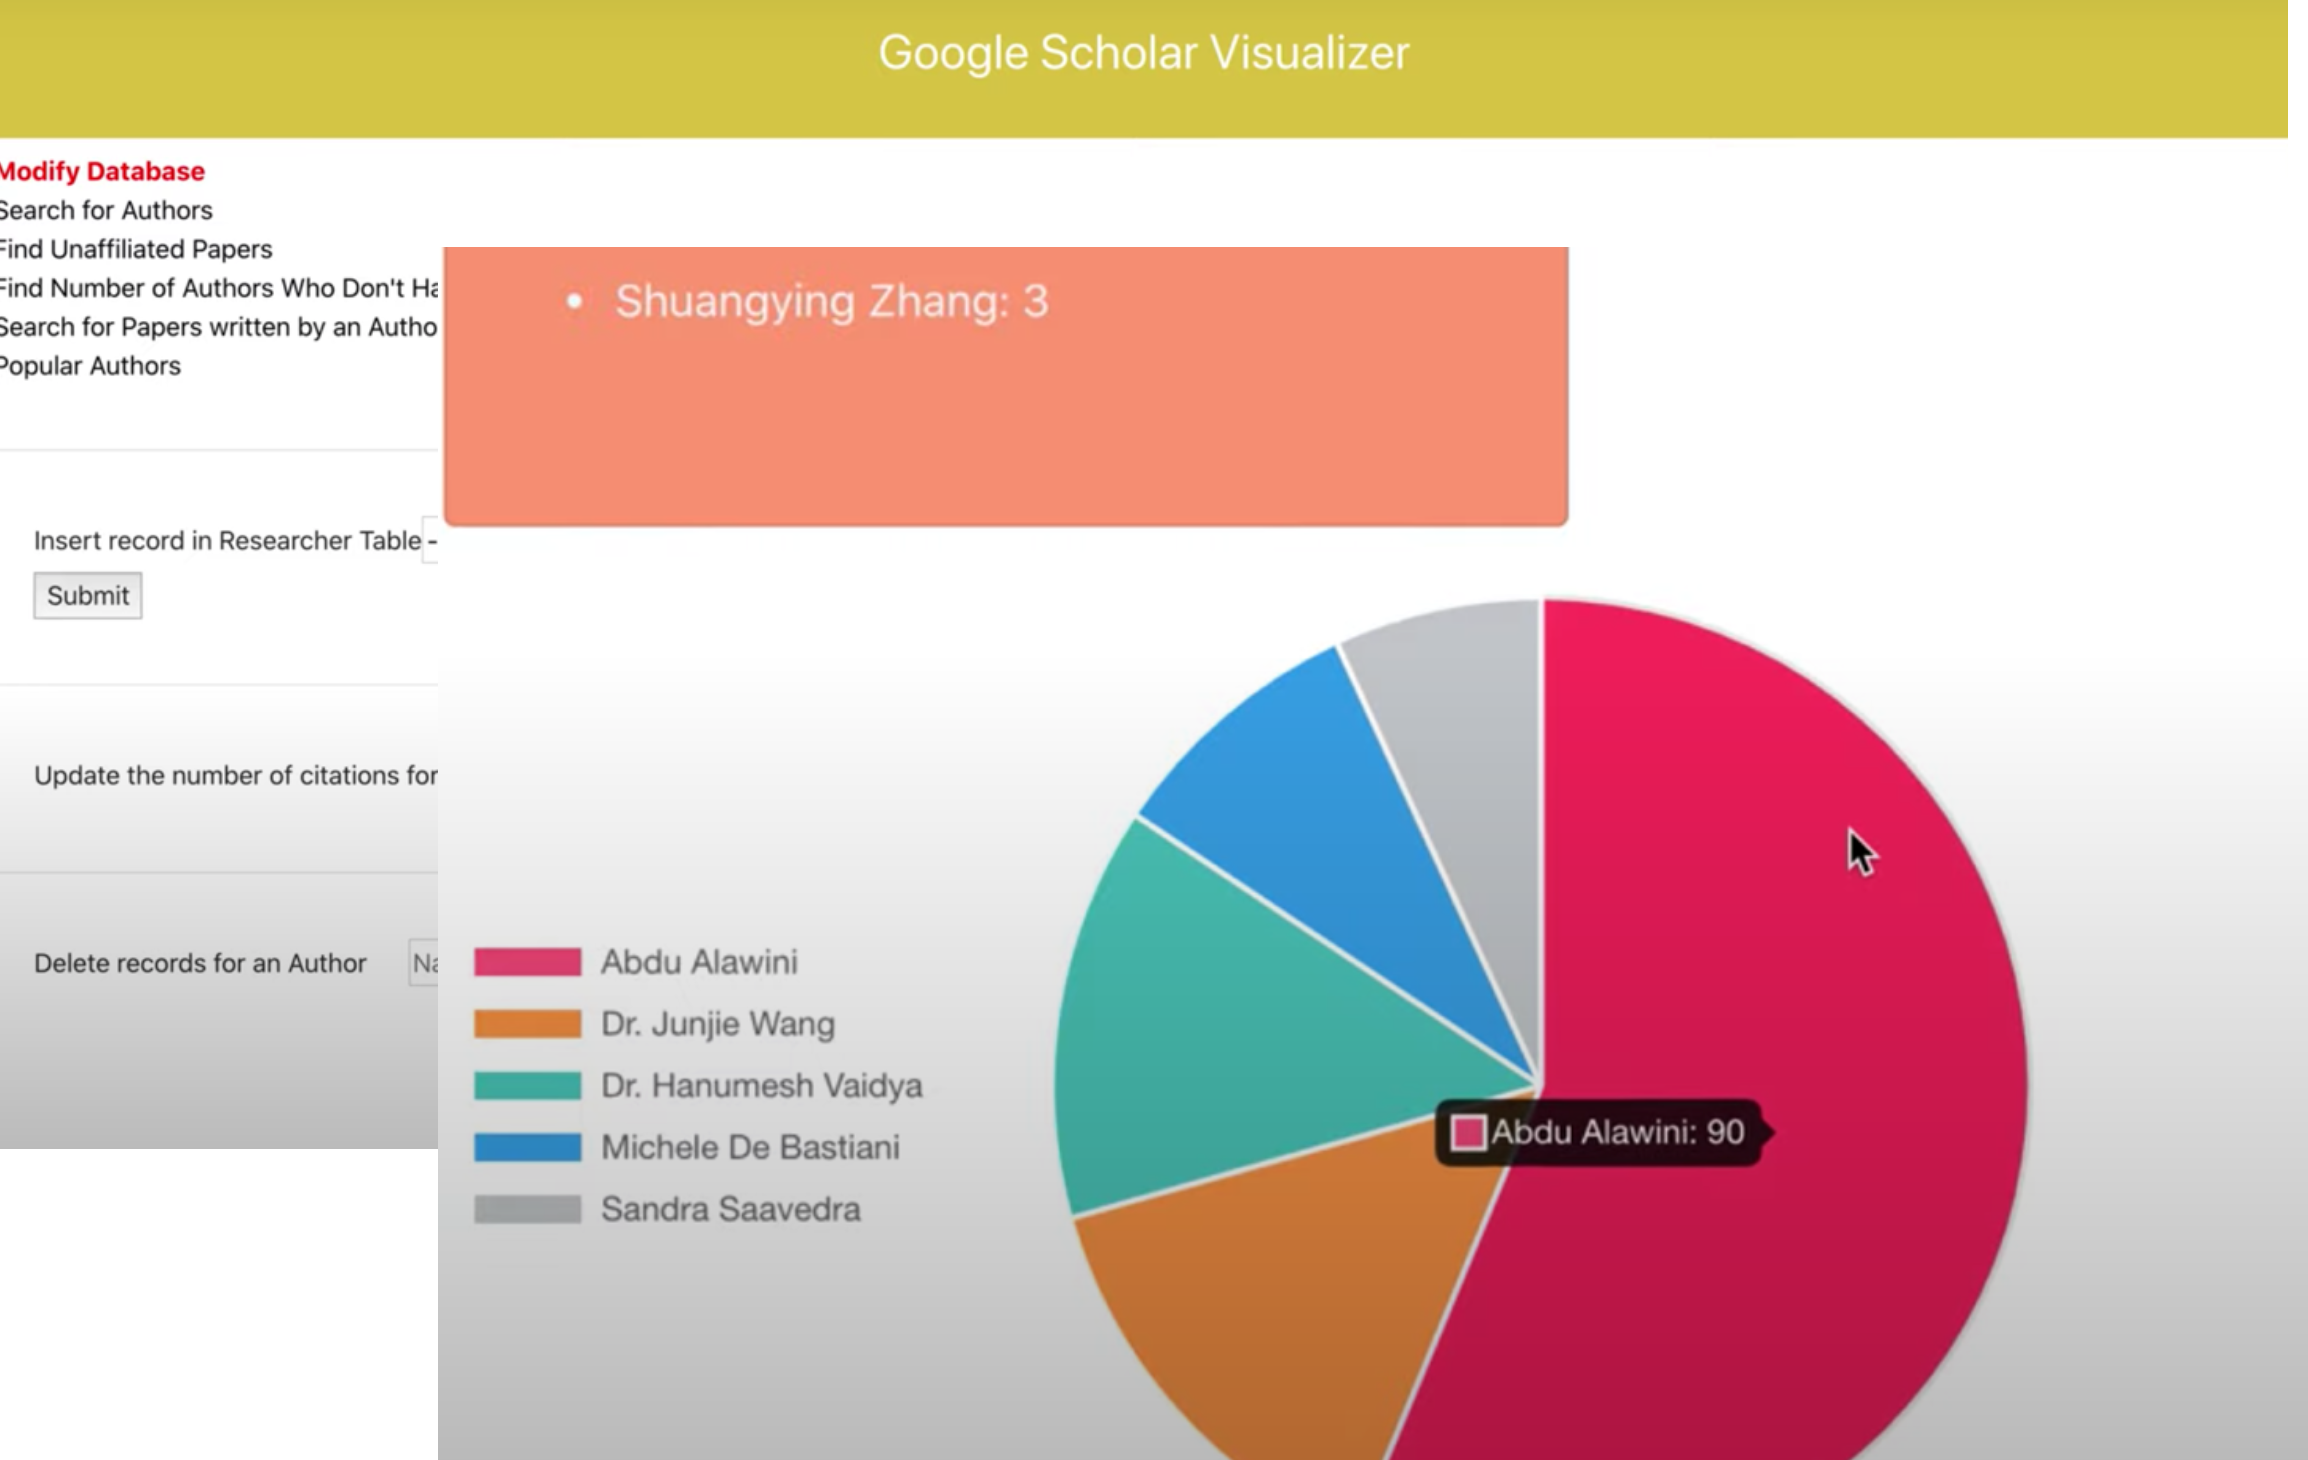 Google Scholar Visualizer
Modify Database
Search for Authors
Find Unaffiliated Papers
Find Number of Authors Who Don't Ha
Search for Papers written by an Autho
Popular Authors
• Shuangying Zhang: 3
Insert record in Researcher Table -
Submit
Update the number of citations for
Delete records for an Author Na
Abdu Alawini
Dr. Junjie Wang
Dr. Hanumesh Vaidya
Michele De Bastiani
Sandra Saavedra
Abdu Alawini: 90